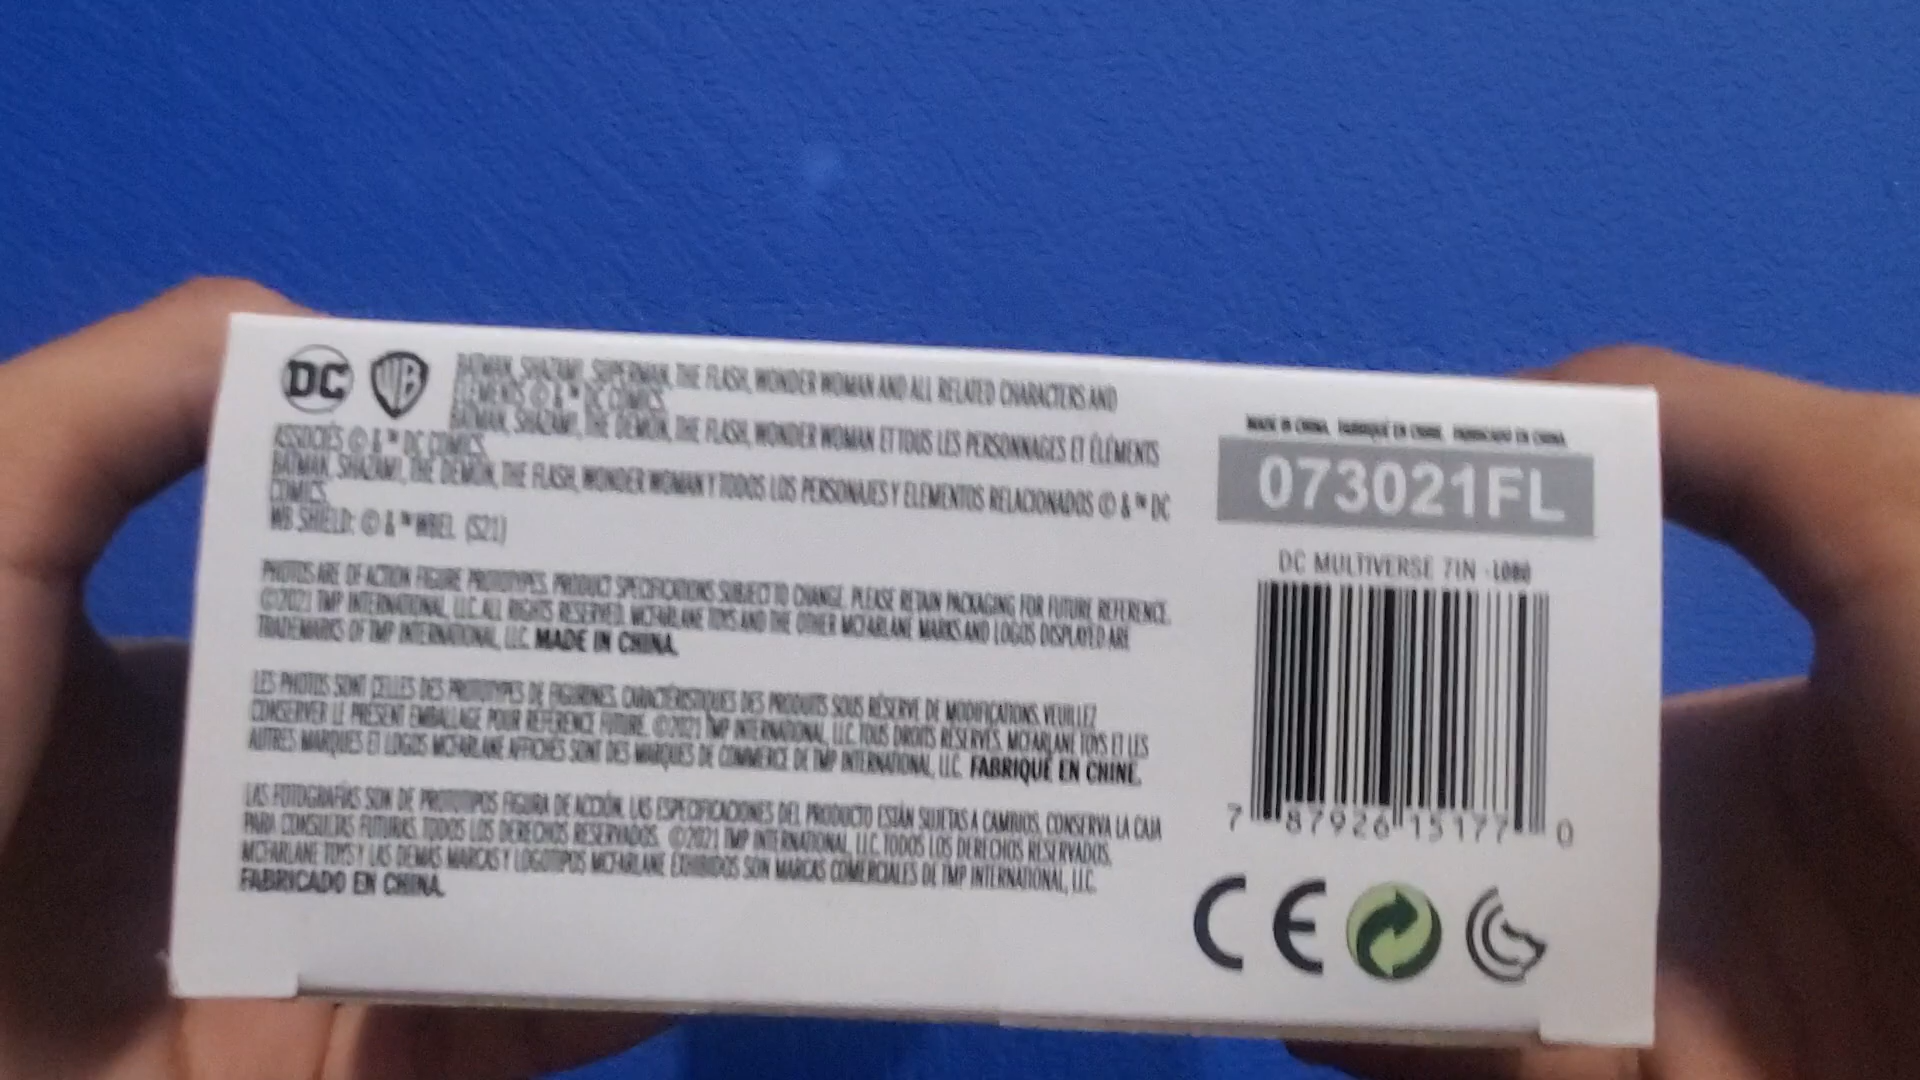 DC WB
BATMAN, SHAZAM!, SUPERMAN, THE FLASH, WONDER WOMAN AND ALL RELATED CHARACTERS AND
ELEMENTS © & ™ DC COMICS.
BATMAN, SHAZAM!, THE DEMON, THE FLASH, WONDER WOMAN ET TOUS LES PERSONNAGES ET ÉLÉMENTS
ASSOCIÉS © & ™ DC COMICS.
BATMAN, SHAZAM!, THE DEMON, THE FLASH, WONDER WOMAN Y TODOS LOS PERSONAJES Y ELEMENTOS RELACIONADOS © & ™ DC
COMICS.
WB SHIELD: © & ™ WBEI. (S21)
PHOTOS ARE OF ACTION FIGURE PROTOTYPES. PRODUCT SPECIFICATIONS SUBJECT TO CHANGE. PLEASE RETAIN PACKAGING FOR FUTURE REFERENCE.
©2021 TMP INTERNATIONAL, LLC. ALL RIGHTS RESERVED. MCFARLANE TOYS AND THE OTHER MCFARLANE MARKS AND LOGOS DISPLAYED ARE
TRADEMARKS OF TMP INTERNATIONAL, LLC. MADE IN CHINA.
LES PHOTOS SONT CELLES DES PROTOTYPES DE FIGURINES. CARACTÉRISTIQUES DES PRODUITS SOUS RÉSERVE DE MODIFICATIONS. VEUILLEZ
CONSERVER LE PRÉSENT EMBALLAGE POUR RÉFÉRENCE FUTURE. ©2021 TMP INTERNATIONAL, LLC. TOUS DROITS RÉSERVÉS. MCFARLANE TOYS ET LES
AUTRES MARQUES ET LOGOS MCFARLANE AFFICHÉS SONT DES MARQUES DE COMMERCE DE TMP INTERNATIONAL, LLC. FABRIQUÉ EN CHINE.
LAS FOTOGRAFÍAS SON DE PROTOTIPOS FIGURA DE ACCIÓN. LAS ESPECIFICACIONES DEL PRODUCTO ESTÁN SUJETAS A CAMBIOS. CONSERVA LA CAJA
PARA CONSULTAS FUTURAS. TODOS LOS DERECHOS RESERVADOS. ©2021 TMP INTERNATIONAL, LLC. TODOS LOS DERECHOS RESERVADOS.
MCFARLANE TOYS Y LAS DEMÁS MARCAS Y LOGOTIPOS MCFARLANE EXHIBIDOS SON MARCAS COMERCIALES DE TMP INTERNATIONAL, LLC.
FABRICADO EN CHINA.
MADE IN CHINA. FABRIQUÉ EN CHINE. FABRICADO EN CHINA.
073021FL
DC MULTIVERSE 7IN - LOBO
7 87926 15177 0
CE